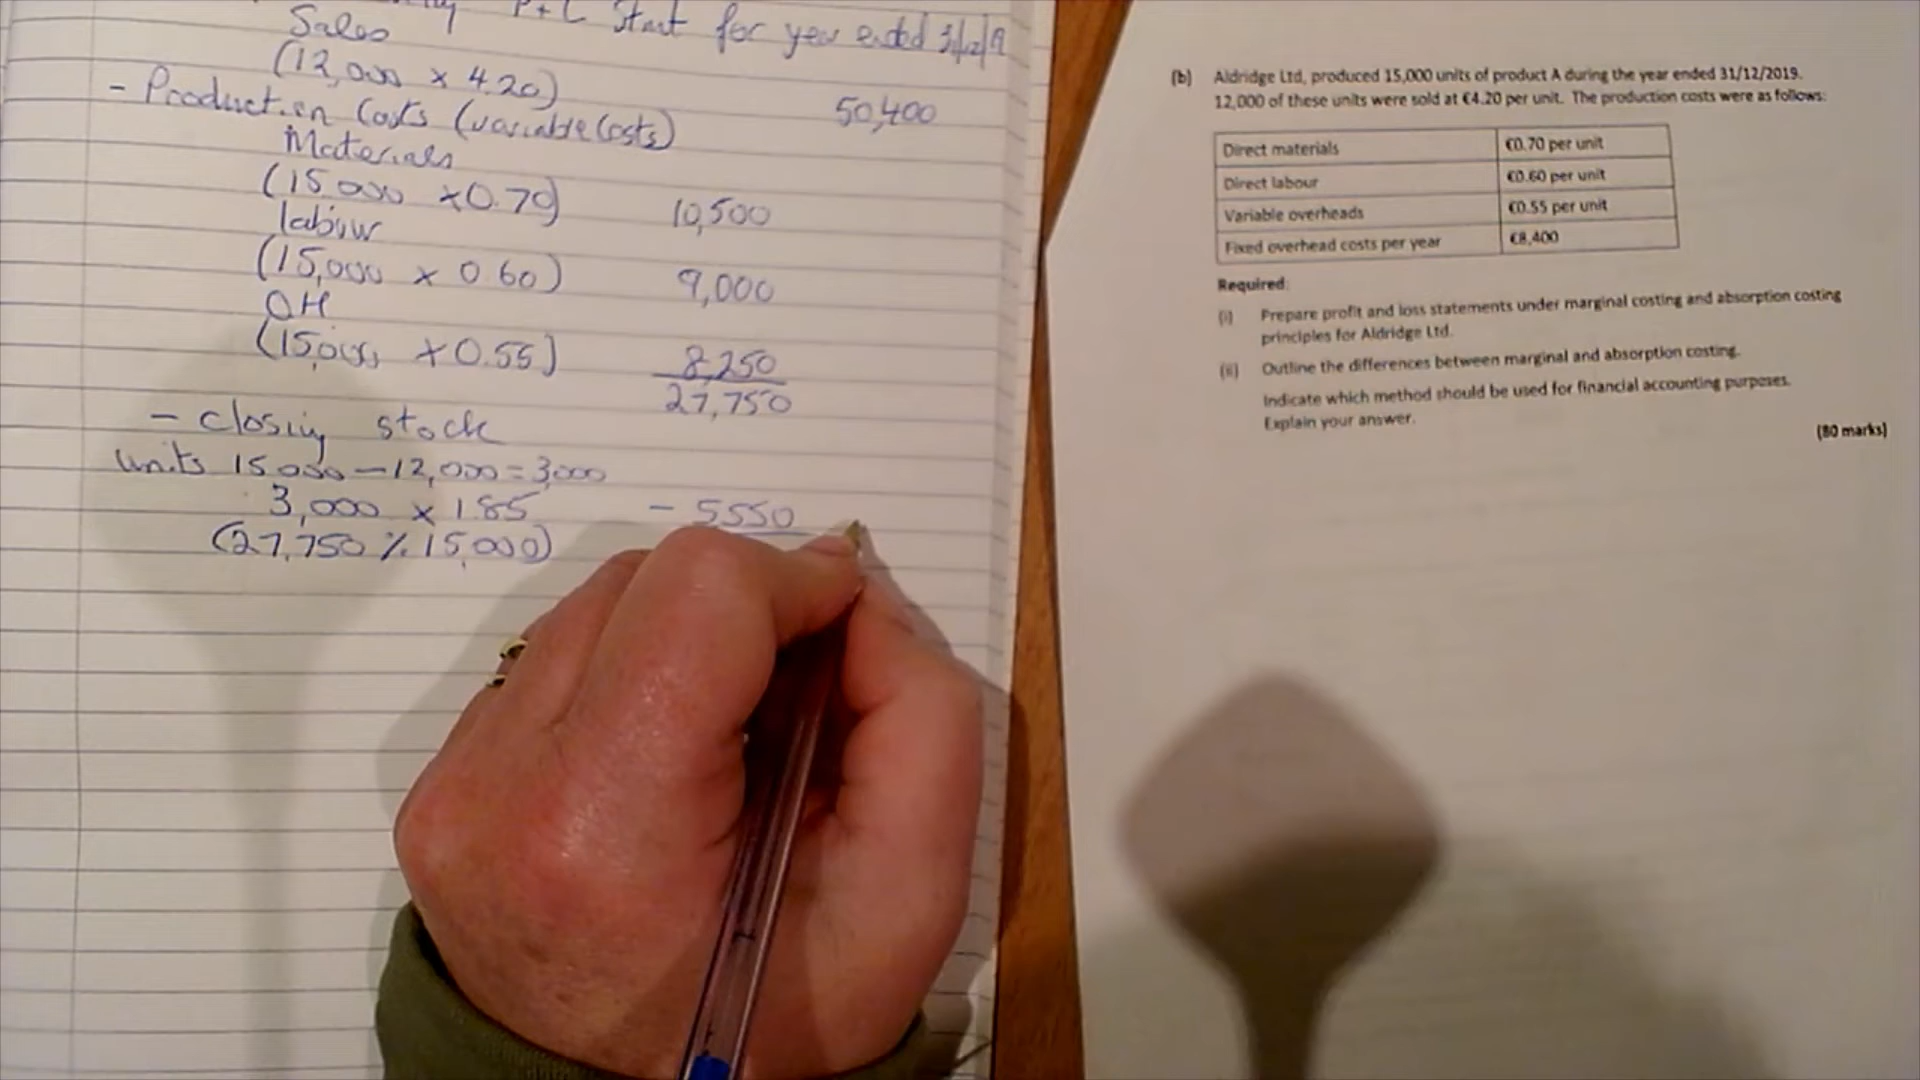 P + L Stmt for year ended 31/12/19
Sales
(12,000 x 4.20)
50,400
- Production Costs (variable Costs)
Materials
(15,000 x 0.70)
10,500
labour
(15,000 x 0.60)
9,000
OH
(15,000 x 0.55)
8,250
27,750
- closing stock
units 15,000 - 12,000 = 3,000
3,000 x 1.85
- 5550
(27,750 % 15,000)
(b) Aldridge Ltd, produced 15,000 units of product A during the year ended 31/12/2019.
12,000 of these units were sold at €4.20 per unit. The production costs were as follows:
Direct materials €0.70 per unit
Direct labour €0.60 per unit
Variable overheads €0.55 per unit
Fixed overhead costs per year €8,400
Required:
(i) Prepare profit and loss statements under marginal costing and absorption costing
principles for Aldridge Ltd.
(ii) Outline the differences between marginal and absorption costing.
Indicate which method should be used for financial accounting purposes.
Explain your answer.
(80 marks)